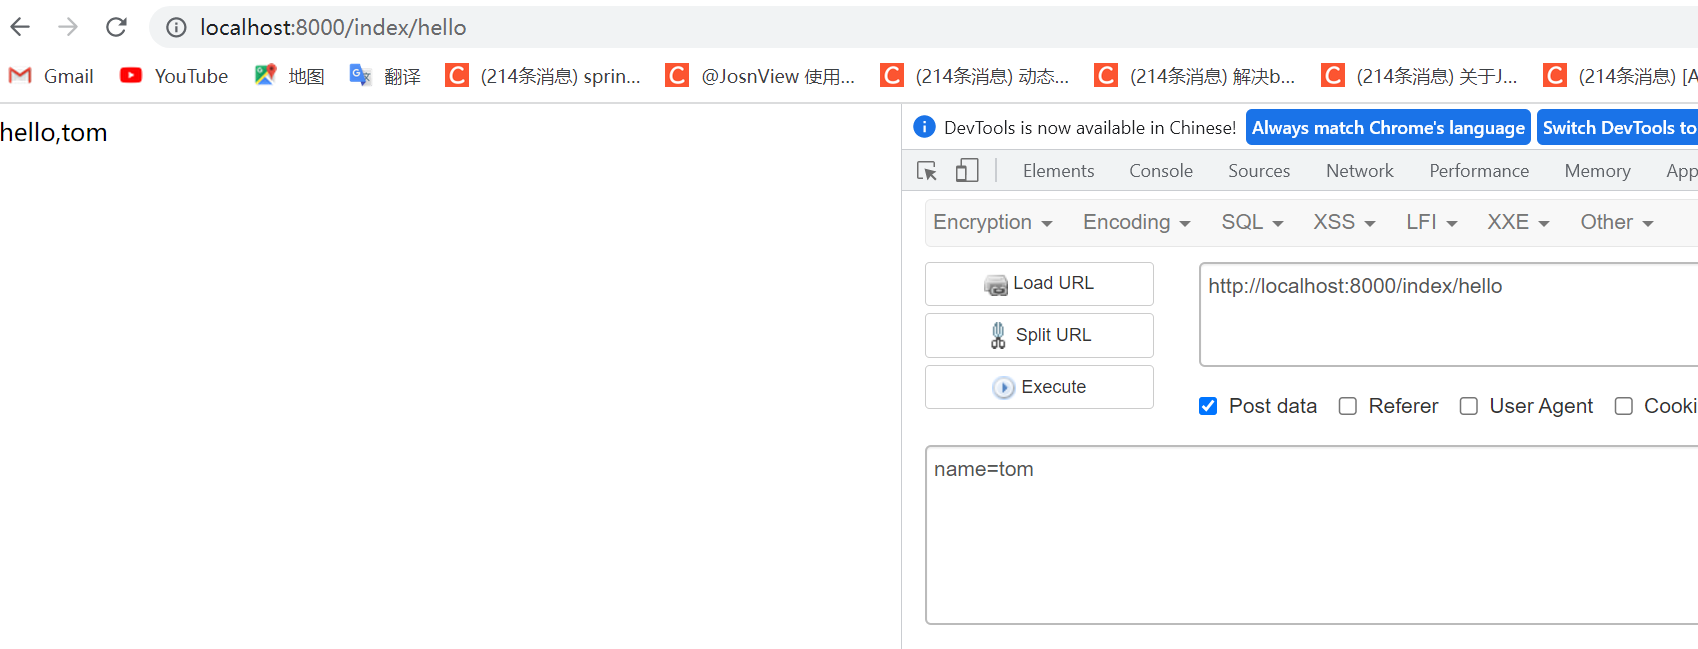 localhost:8000/index/hello
Gmail YouTube 地图 翻译 (214条消息) sprin... @JosnView 使用... (214条消息) 动态... (214条消息) 解决b... (214条消息) 关于J... (214条消息) [A
hello,tom
DevTools is now available in Chinese! Always match Chrome's language Switch DevTools to
Elements Console Sources Network Performance Memory App
Encryption Encoding SQL XSS LFI XXE Other
Load URL
http://localhost:8000/index/hello
Split URL
Execute
Post data Referer User Agent Cooki
name=tom